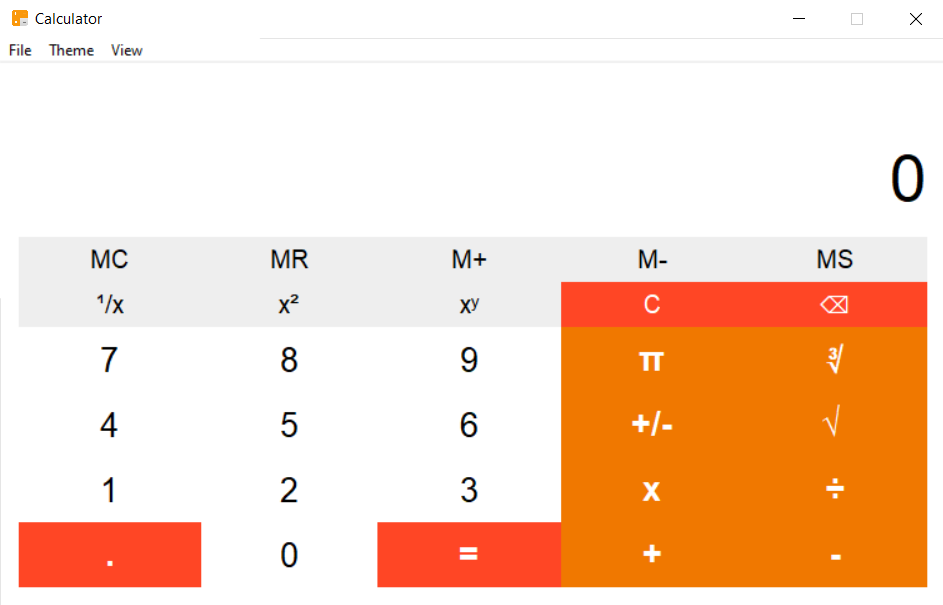 Calculator
File Theme View
0
MC MR M+ M- MS
¹/x x² xʸ C ⌫
7 8 9 π ∛
4 5 6 +/- √
1 2 3 x ÷
. 0 = + -